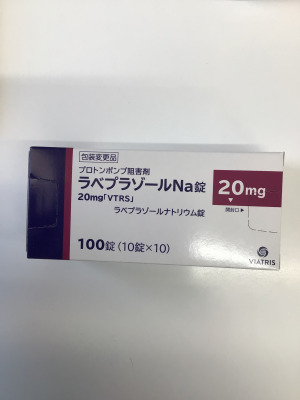 包装変更品
プロトンポンプ阻害剤
ラベプラゾールNa錠
20mg「VTRS」
ラベプラゾールナトリウム錠
20mg
開封口▶
100錠(10錠×10)
VIATRIS